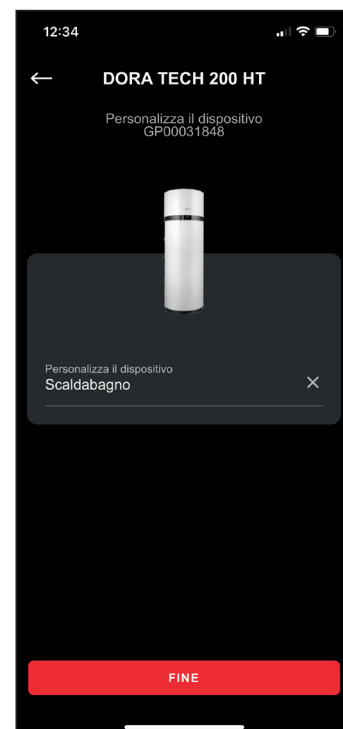 12:34
DORA TECH 200 HT
Personalizza il dispositivo
GP00031848
Personalizza il dispositivo
Scaldabagno
FINE